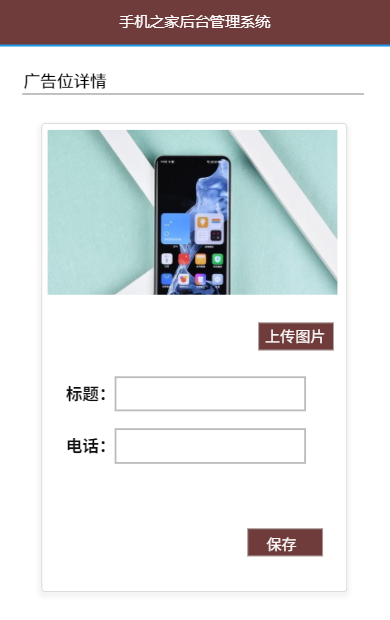 手机之家后台管理系统
广告位详情
上传图片
标题：
电话：
保存